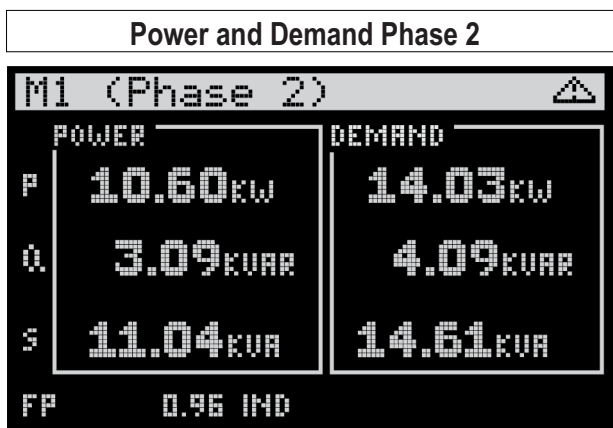 Power and Demand Phase 2
M1 (Phase 2)
POWER DEMAND
P 10.60KW 14.03KW
Q 3.09KVAR 4.09KVAR
S 11.04KVA 14.61KVA
FP 0.96 IND